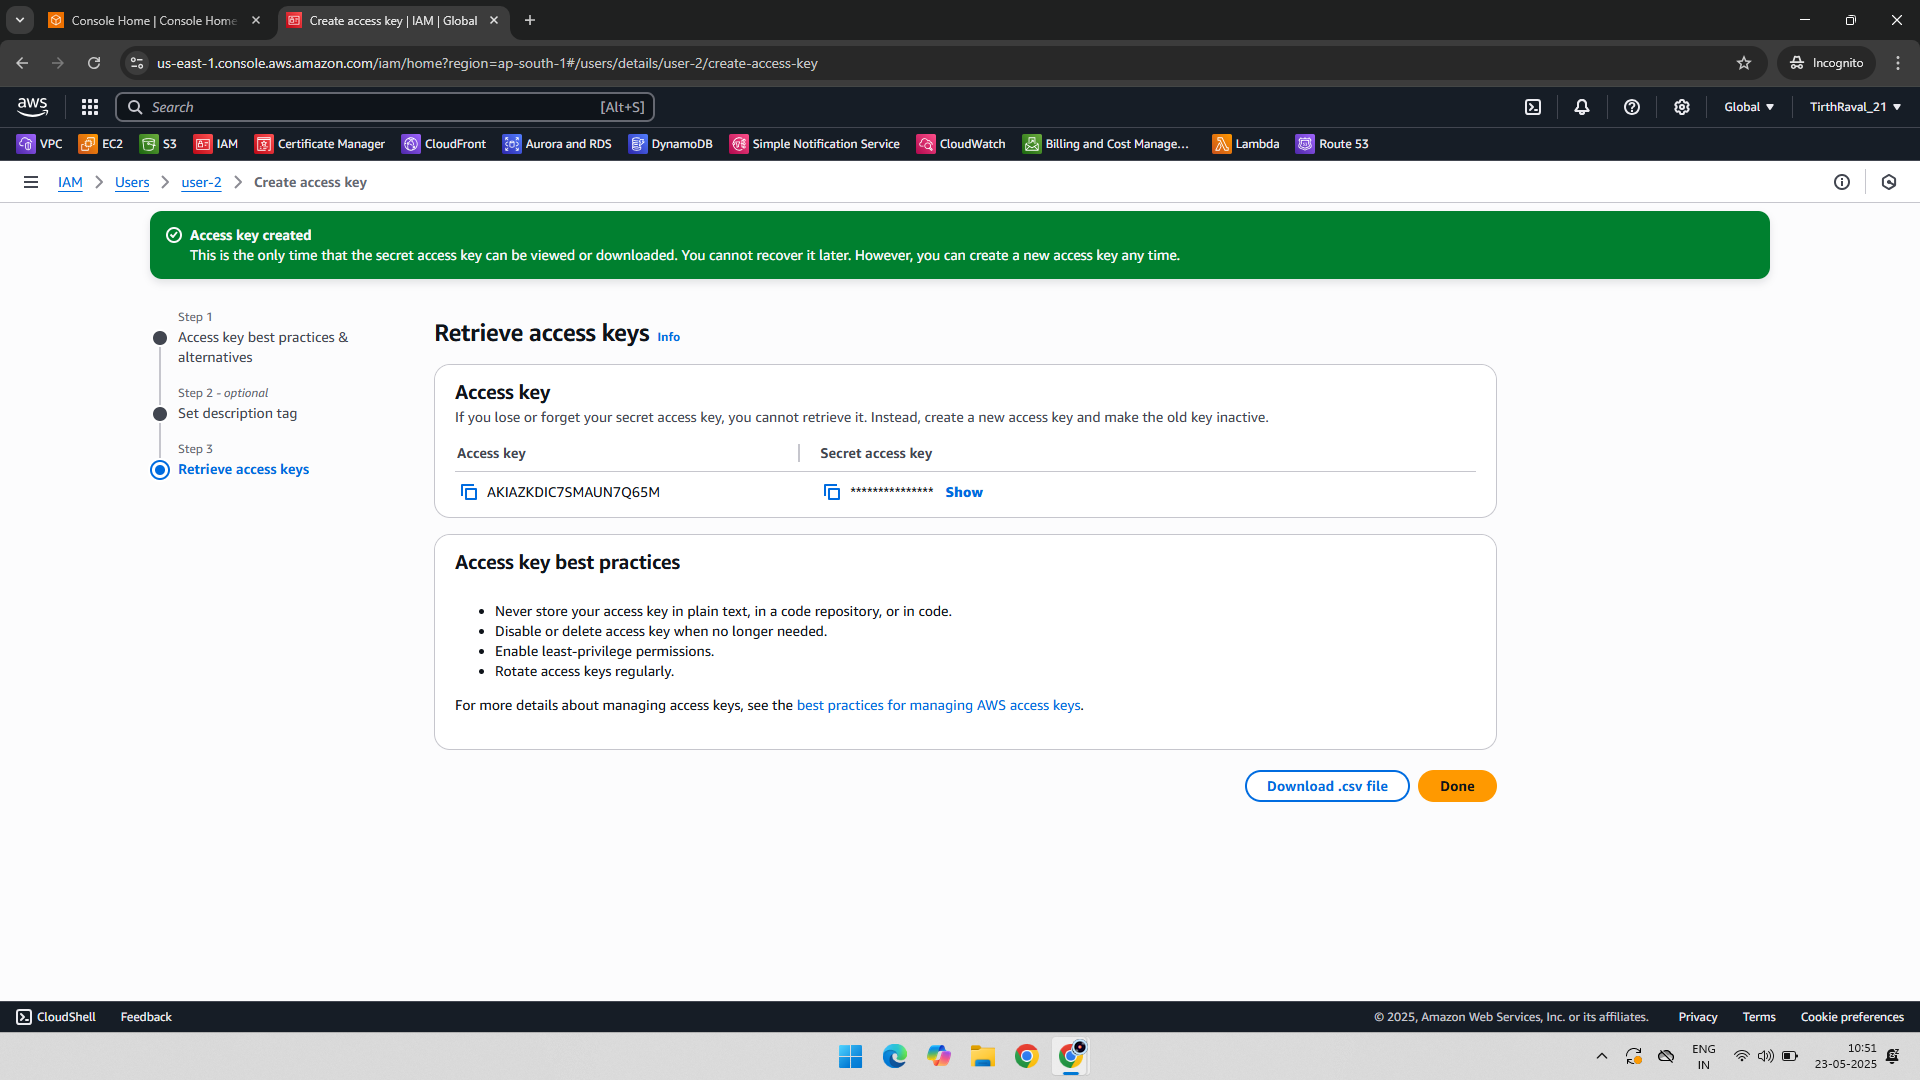 Console Home | Console Home
Create access key | IAM | Global
us-east-1.console.aws.amazon.com/iam/home?region=ap-south-1#/users/details/user-2/create-access-key
Incognito
aws
Search
[Alt+S]
Global
TirthRaval_21
VPC
EC2
S3
IAM
Certificate Manager
CloudFront
Aurora and RDS
DynamoDB
Simple Notification Service
CloudWatch
Billing and Cost Manage...
Lambda
Route 53
IAM
Users
user-2
Create access key
Access key created
This is the only time that the secret access key can be viewed or downloaded. You cannot recover it later. However, you can create a new access key any time.
Step 1
Access key best practices &
alternatives
Step 2 - optional
Set description tag
Step 3
Retrieve access keys
Retrieve access keys Info
Access key
If you lose or forget your secret access key, you cannot retrieve it. Instead, create a new access key and make the old key inactive.
Access key
Secret access key
AKIAZKDIC7SMAUN7Q65M
*************** Show
Access key best practices
• Never store your access key in plain text, in a code repository, or in code.
• Disable or delete access key when no longer needed.
• Enable least-privilege permissions.
• Rotate access keys regularly.
For more details about managing access keys, see the best practices for managing AWS access keys.
Download .csv file
Done
CloudShell
Feedback
© 2025, Amazon Web Services, Inc. or its affiliates.
Privacy
Terms
Cookie preferences
ENG
IN
10:51
23-05-2025